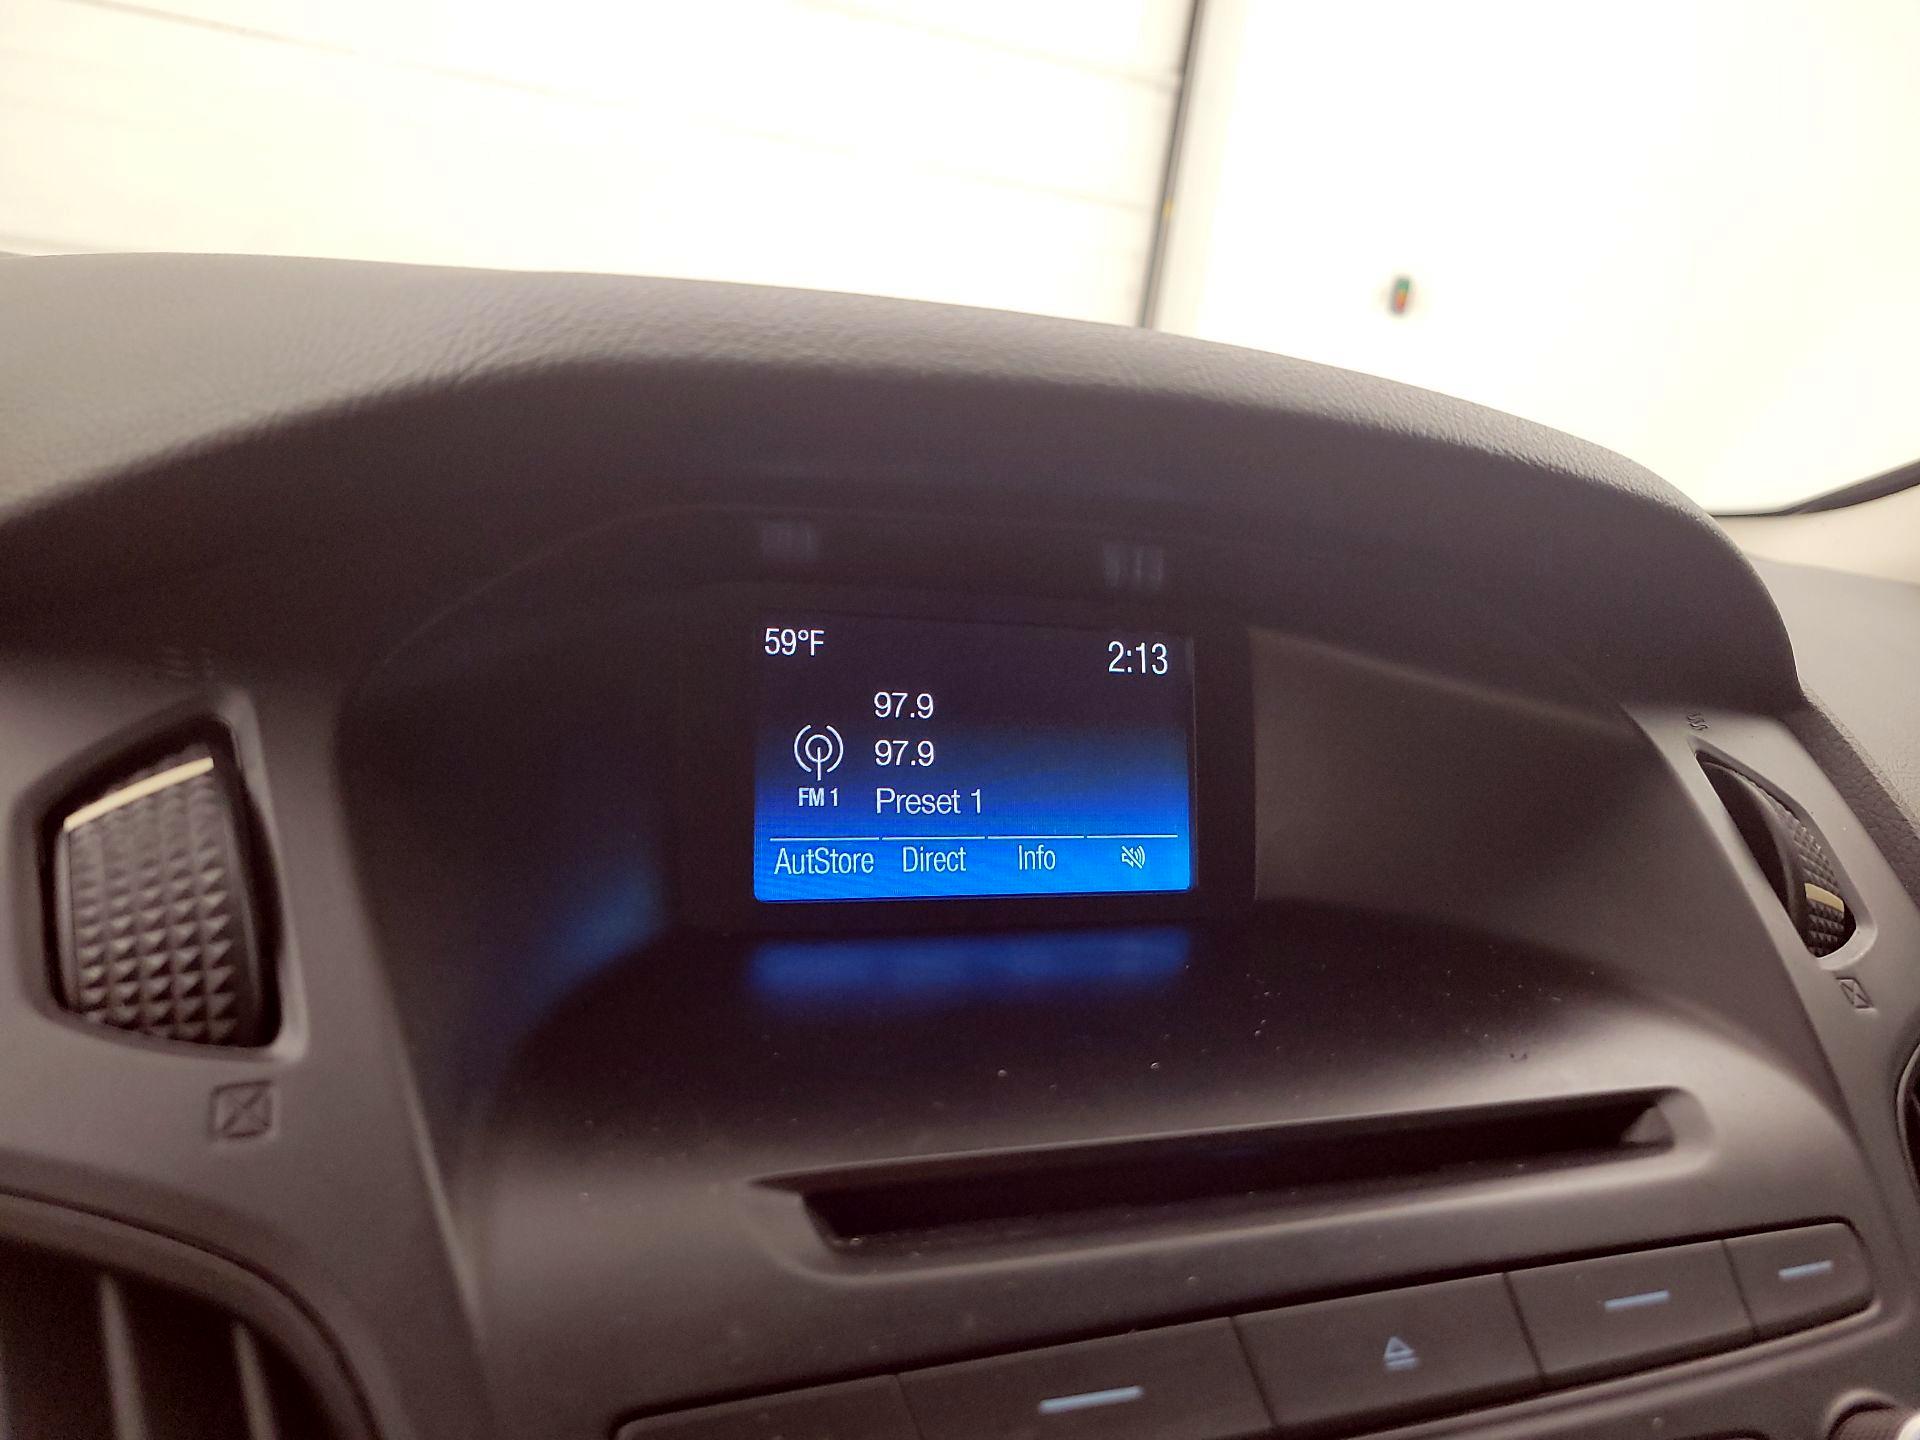 59°F 2:13
97.9
97.9
FM 1 Preset 1
AutStore Direct Info